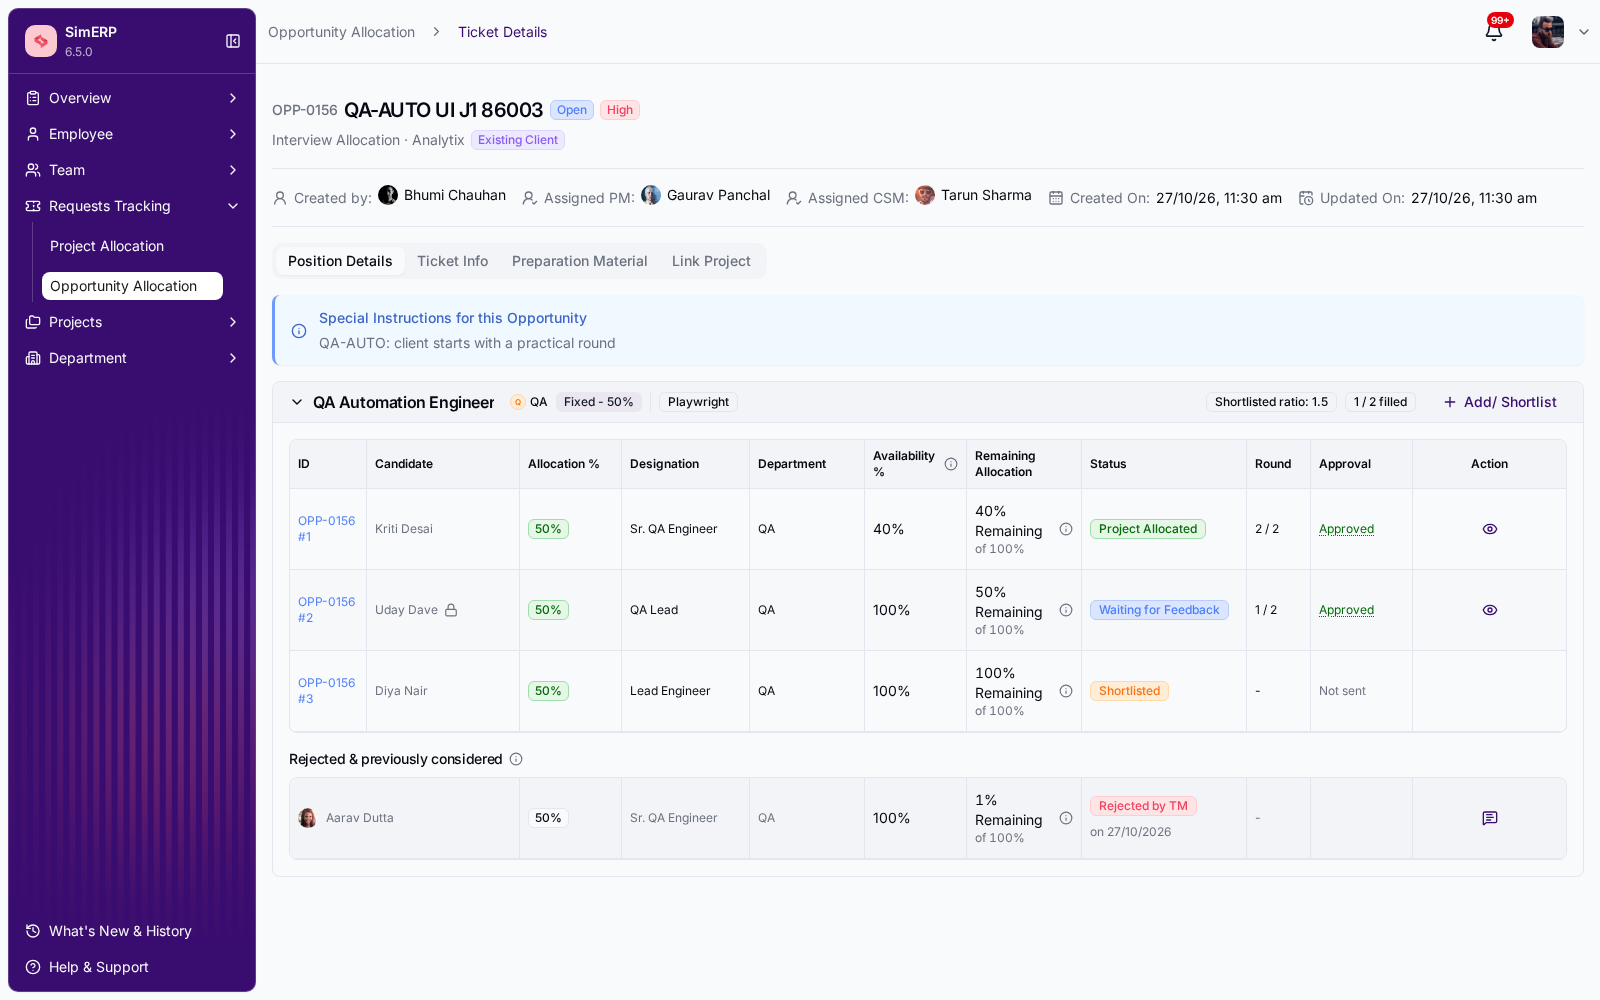 SimERP
6.5.0
Overview
Employee
Team
Requests Tracking
Project Allocation
Opportunity Allocation
Projects
Department
What's New & History
Help & Support
Opportunity Allocation > Ticket Details
99+
OPP-0156 QA-AUTO UI J1 86003 Open High
Interview Allocation · Analytix Existing Client
Created by: Bhumi Chauhan Assigned PM: Gaurav Panchal Assigned CSM: Tarun Sharma Created On: 27/10/26, 11:30 am Updated On: 27/10/26, 11:30 am
Position Details Ticket Info Preparation Material Link Project
Special Instructions for this Opportunity
QA-AUTO: client starts with a practical round
QA Automation Engineer Q QA Fixed - 50% Playwright Shortlisted ratio: 1.5 1 / 2 filled + Add/ Shortlist
ID Candidate Allocation % Designation Department Availability % Remaining Allocation Status Round Approval Action
OPP-0156 #1 Kriti Desai 50% Sr. QA Engineer QA 40% 40% Remaining of 100% Project Allocated 2 / 2 Approved
OPP-0156 #2 Uday Dave 50% QA Lead QA 100% 50% Remaining of 100% Waiting for Feedback 1 / 2 Approved
OPP-0156 #3 Diya Nair 50% Lead Engineer QA 100% 100% Remaining of 100% Shortlisted - Not sent
Rejected & previously considered
Aarav Dutta 50% Sr. QA Engineer QA 100% 1% Remaining of 100% Rejected by TM on 27/10/2026 -